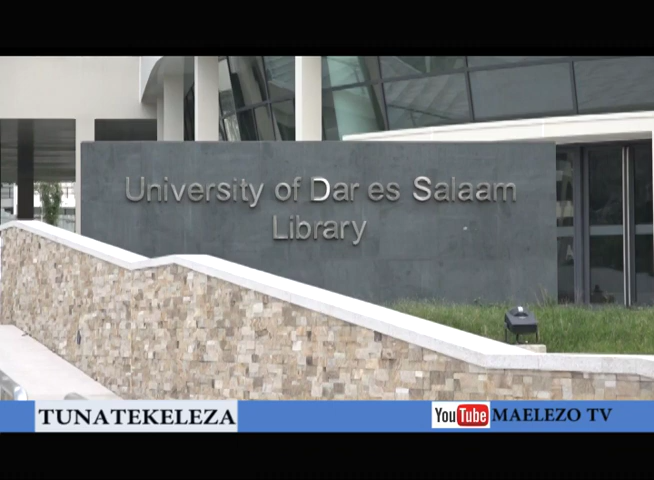 University of Dar es Salaam
Library
TUNATEKELEZA
YouTube MAELEZO TV